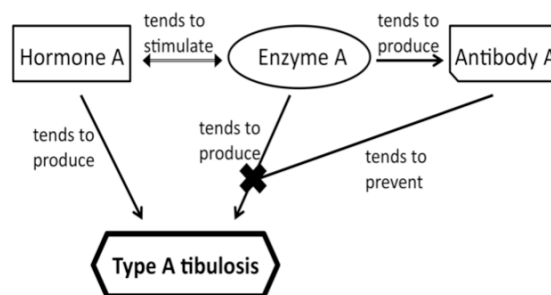 tends to
stimulate
tends to
produce
Hormone A
Enzyme A
Antibody A
tends to
produce
tends to
produce
tends to
prevent
Type A tibulosis